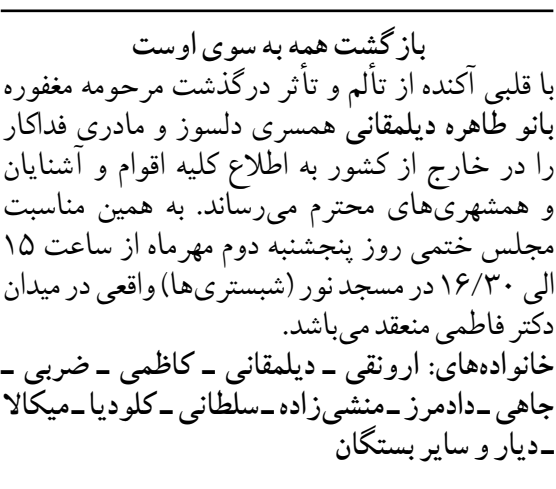 بازگشت همه به سوی اوست
با قلبی آکنده از تألم و تأثر درگذشت مرحومه مغفوره
بانو طاهره دیلمقانی همسری دلسوز و مادری فداکار
را در خارج از کشور به اطلاع کلیه اقوام و آشنایان
و همشهری‌های محترم می‌رساند. به همین مناسبت
مجلس ختمی روز پنجشنبه دوم مهرماه از ساعت ۱۵
الی ۱۶/۳۰ در مسجد نور (شبستری‌ها) واقعی در میدان
دکتر فاطمی منعقد می‌باشد.
خانواده‌های: ارونقی ـ دیلمقانی ـ کاظمی ـ ضربی ـ
جاهی ـ دادمرز ـ منشی‌زاده ـ سلطانی ـ کلودیا ـ میکالا
ـ دیار و سایر بستگان